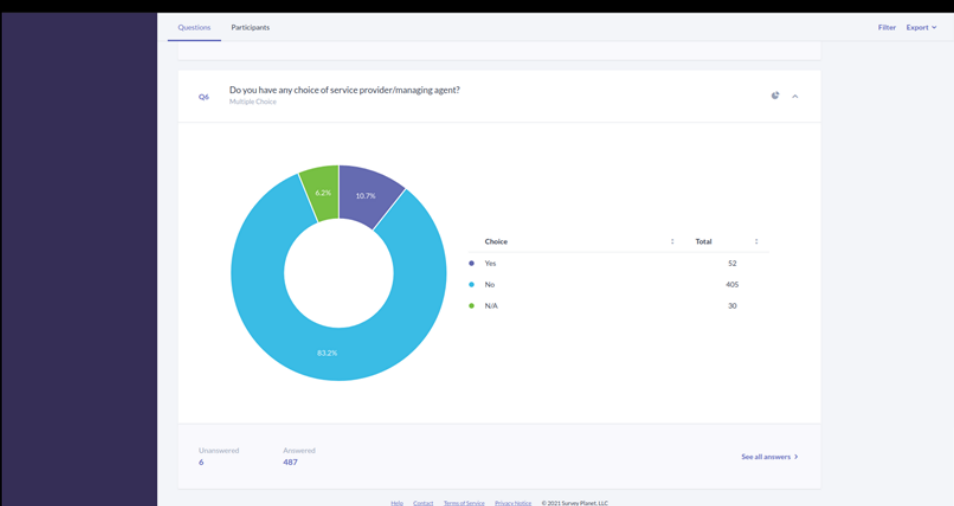 Questions Participants Filter Export
Q6 Do you have any choice of service provider/managing agent?
Multiple Choice
6.2% 10.7%
83.2%
Choice Total
Yes 52
No 405
N/A 30
Unanswered Answered
6 487
See all answers
Help Contact Terms of Service Privacy Notice © 2021 Survey Planet, LLC